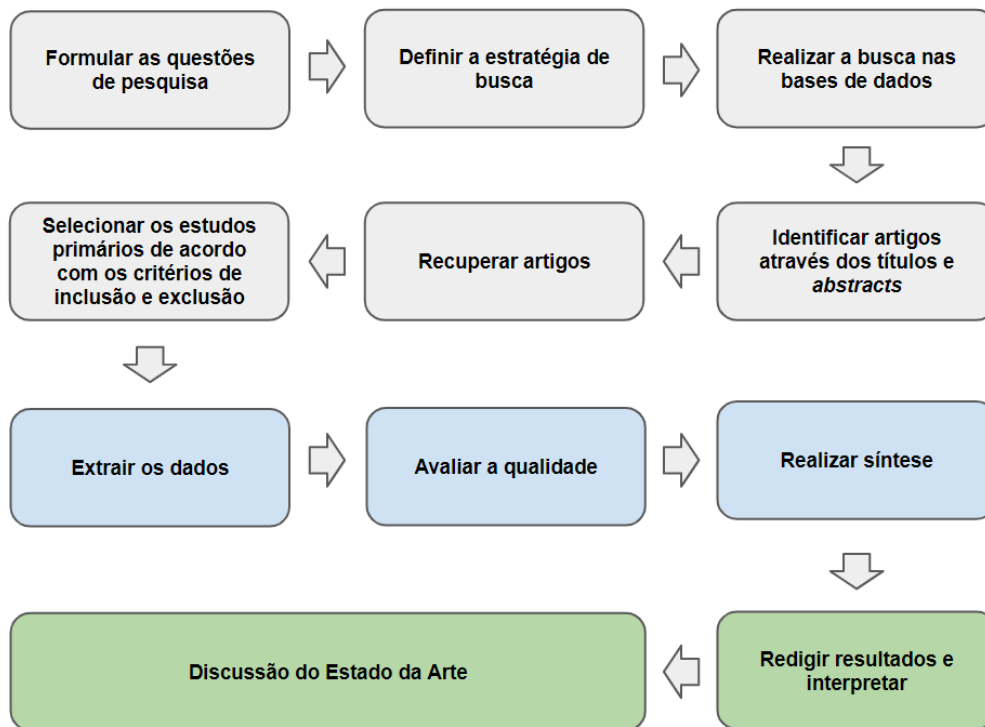 Formular as questões
de pesquisa
Definir a estratégia de
busca
Realizar a busca nas
bases de dados
Identificar artigos
através dos títulos e
abstracts
Recuperar artigos
Selecionar os estudos
primários de acordo
com os critérios de
inclusão e exclusão
Extrair os dados
Avaliar a qualidade
Realizar síntese
Redigir resultados e
interpretar
Discussão do Estado da Arte